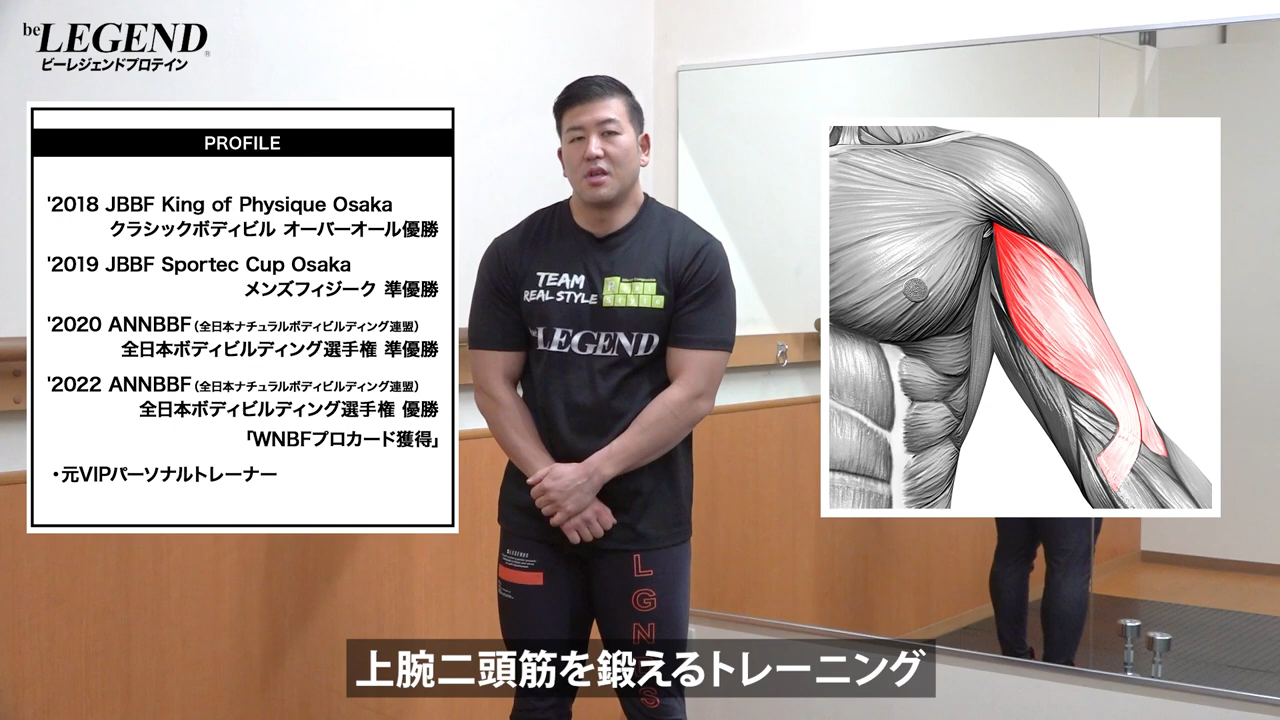 be LEGEND
ビーレジェンドプロテイン
PROFILE
'2018 JBBF King of Physique Osaka
クラシックボディビル オーバーオール優勝
'2019 JBBF Sportec Cup Osaka
メンズフィジーク 準優勝
'2020 ANNBBF(全日本ナチュラルボディビルディング連盟)
全日本ボディビルディング選手権 準優勝
'2022 ANNBBF(全日本ナチュラルボディビルディング連盟)
全日本ボディビルディング選手権 優勝
「WNBFプロカード獲得」
・元VIPパーソナルトレーナー
TEAM
REAL STYLE
be LEGEND
LGNS
上腕二頭筋を鍛えるトレーニング